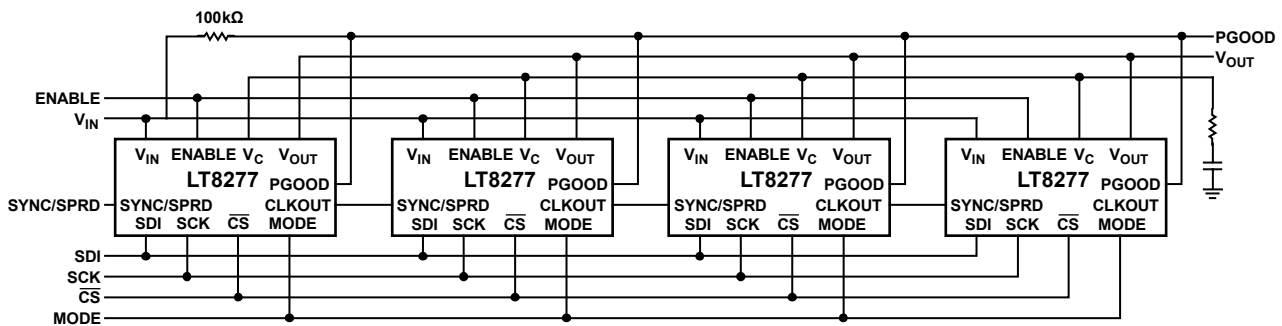 100kΩ
PGOOD
VOUT
ENABLE
VIN
VIN ENABLE VC VOUT
LT8277
PGOOD
SYNC/SPRD CLKOUT
SDI SCK CS MODE
VIN ENABLE VC VOUT
LT8277
PGOOD
SYNC/SPRD CLKOUT
SDI SCK CS MODE
VIN ENABLE VC VOUT
LT8277
PGOOD
SYNC/SPRD CLKOUT
SDI SCK CS MODE
VIN ENABLE VC VOUT
LT8277
PGOOD
SYNC/SPRD CLKOUT
SDI SCK CS MODE
SYNC/SPRD
SDI
SCK
CS
MODE